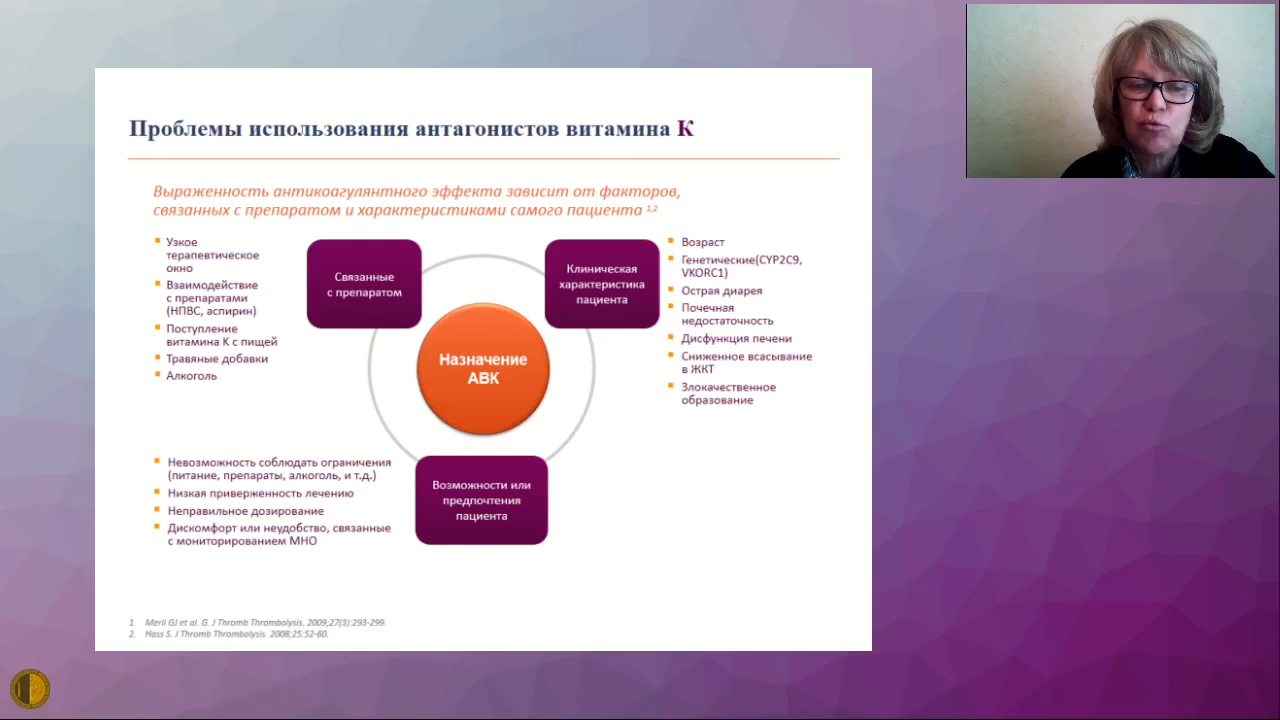 Проблемы использования антагонистов витамина К
Выраженность антикоагулянтного эффекта зависит от факторов,
связанных с препаратом и характеристиками самого пациента 1,2
Узкое
терапевтическое
окно
Взаимодействие
с препаратами
(НПВС, аспирин)
Поступление
витамина К с пищей
Травяные добавки
Алкоголь
Связанные
с препаратом
Клиническая
характеристика
пациента
Возраст
Генетические(CYP2C9,
VKORC1)
Острая диарея
Почечная
недостаточность
Дисфункция печени
Сниженное всасывание
в ЖКТ
Злокачественное
образование
Назначение
АВК
Невозможность соблюдать ограничения
(питание, препараты, алкоголь, и т.д.)
Низкая приверженность лечению
Неправильное дозирование
Дискомфорт или неудобство, связанные
с мониторированием МНО
Возможности или
предпочтения
пациента
1. Merli GJ et al. G. J Thromb Thrombolysis. 2009;27(3):293-299.
2. Hass S. J Thromb Thrombolysis. 2008;25:52-60.